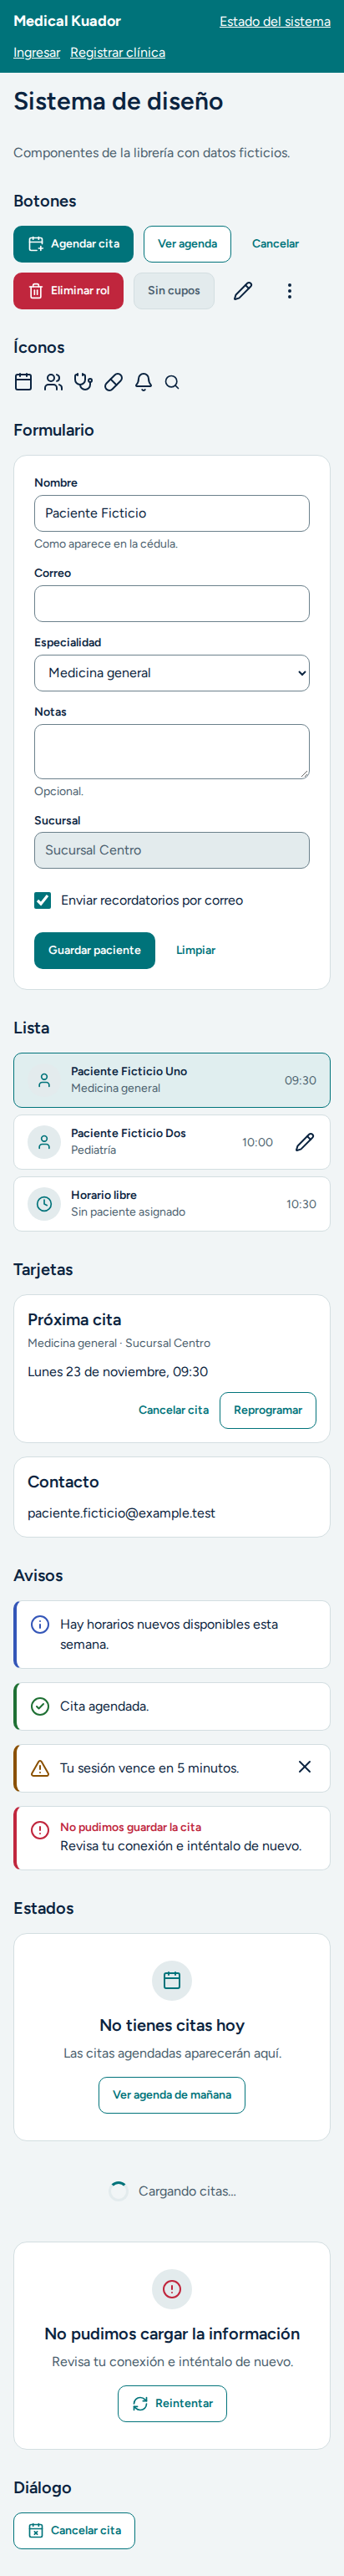 Medical Kuador
Estado del sistema
Ingresar Registrar clínica
Sistema de diseño
Componentes de la librería con datos ficticios.
Botones
Agendar cita
Ver agenda
Cancelar
Eliminar rol
Sin cupos
Íconos
Formulario
Nombre
Paciente Ficticio
Como aparece en la cédula.
Correo
Especialidad
Medicina general
Notas
Opcional.
Sucursal
Sucursal Centro
Enviar recordatorios por correo
Guardar paciente
Limpiar
Lista
Paciente Ficticio Uno
Medicina general
09:30
Paciente Ficticio Dos
Pediatría
10:00
Horario libre
Sin paciente asignado
10:30
Tarjetas
Próxima cita
Medicina general · Sucursal Centro
Lunes 23 de noviembre, 09:30
Cancelar cita
Reprogramar
Contacto
paciente.ficticio@example.test
Avisos
Hay horarios nuevos disponibles esta
semana.
Cita agendada.
Tu sesión vence en 5 minutos.
No pudimos guardar la cita
Revisa tu conexión e inténtalo de nuevo.
Estados
No tienes citas hoy
Las citas agendadas aparecerán aquí.
Ver agenda de mañana
Cargando citas…
No pudimos cargar la información
Revisa tu conexión e inténtalo de nuevo.
Reintentar
Diálogo
Cancelar cita